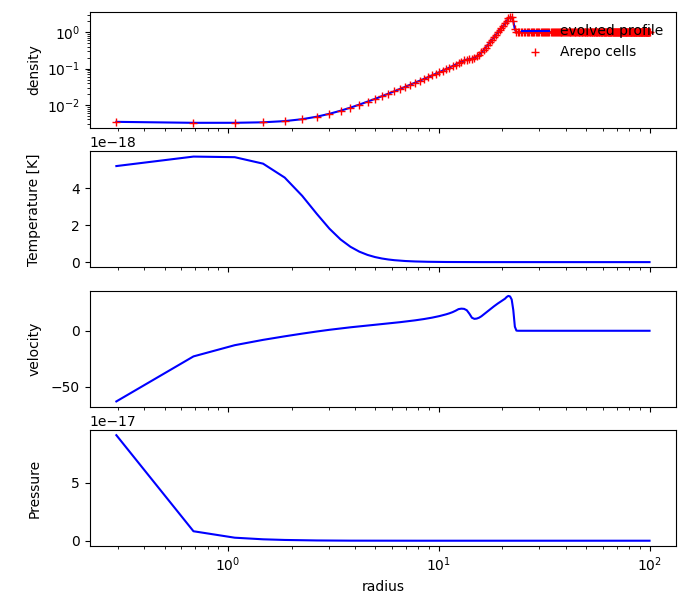 density
10⁰
10⁻¹
10⁻²
evolved profile
Arepo cells
1e−18
Temperature [K]
4
2
0
velocity
0
−50
1e−17
Pressure
5
0
10⁰
10¹
10²
radius